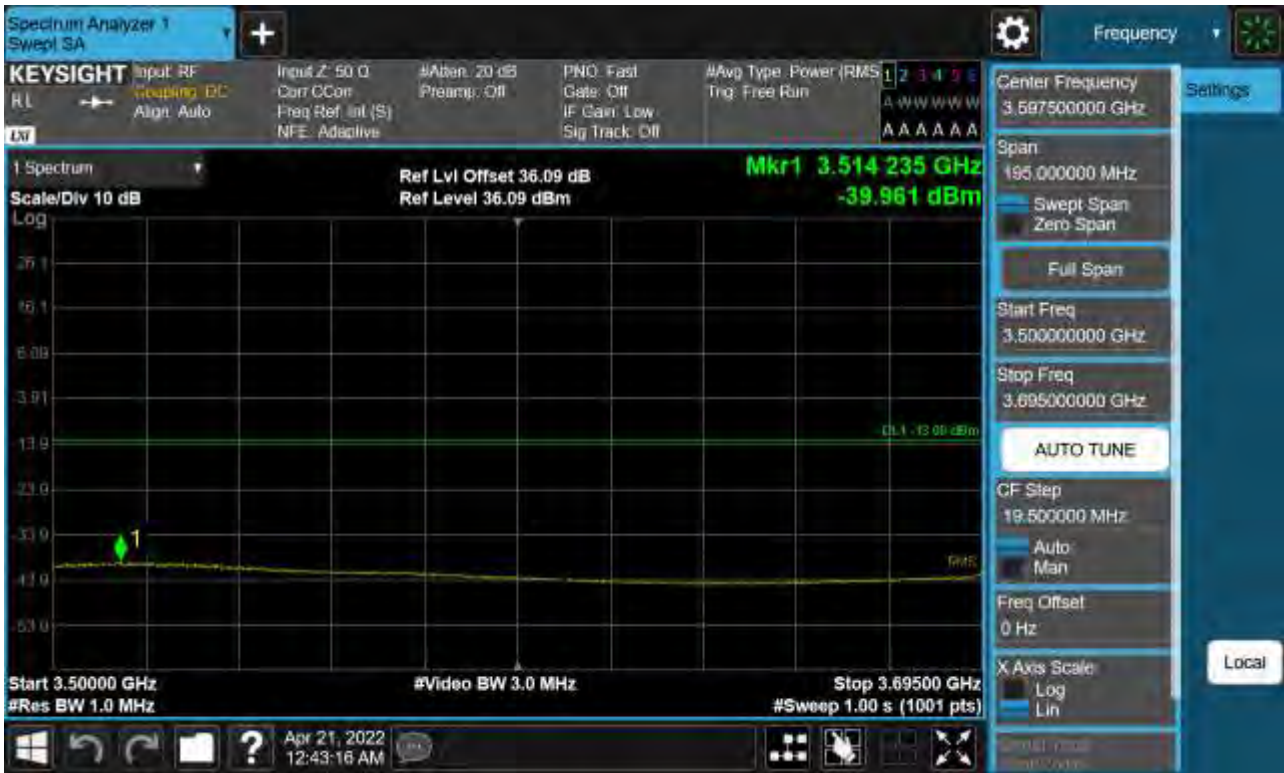 Spectrum Analyzer 1
Swept SA
Frequency
KEYSIGHT
RL
LXI
Input: RF
Coupling: DC
Align: Auto
Input Z: 50 Ω
Corr CCorr
Freq Ref: Int (S)
NFE: Adaptive
#Atten: 20 dB
Preamp: Off
PNO: Fast
Gate: Off
IF Gain: Low
Sig Track: Off
#Avg Type: Power (RMS
Trig: Free Run
1 2 3 4 5 6
A W W W W W
A A A A A A
1 Spectrum
Scale/Div 10 dB
Log
Ref Lvl Offset 36.09 dB
Ref Level 36.09 dBm
Mkr1 3.514 235 GHz
-39.961 dBm
26.1
16.1
6.09
-3.91
-13.9
-23.9
-33.9
-43.9
-53.9
DL1 -13.00 dBm
1
RMS
Start 3.50000 GHz
#Res BW 1.0 MHz
#Video BW 3.0 MHz
Stop 3.69500 GHz
#Sweep 1.00 s (1001 pts)
Center Frequency
3.597500000 GHz
Settings
Span
195.000000 MHz
Swept Span
Zero Span
Full Span
Start Freq
3.500000000 GHz
Stop Freq
3.695000000 GHz
AUTO TUNE
CF Step
19.500000 MHz
Auto
Man
Freq Offset
0 Hz
X Axis Scale
Log
Lin
Local
?
Apr 21, 2022
12:43:16 AM